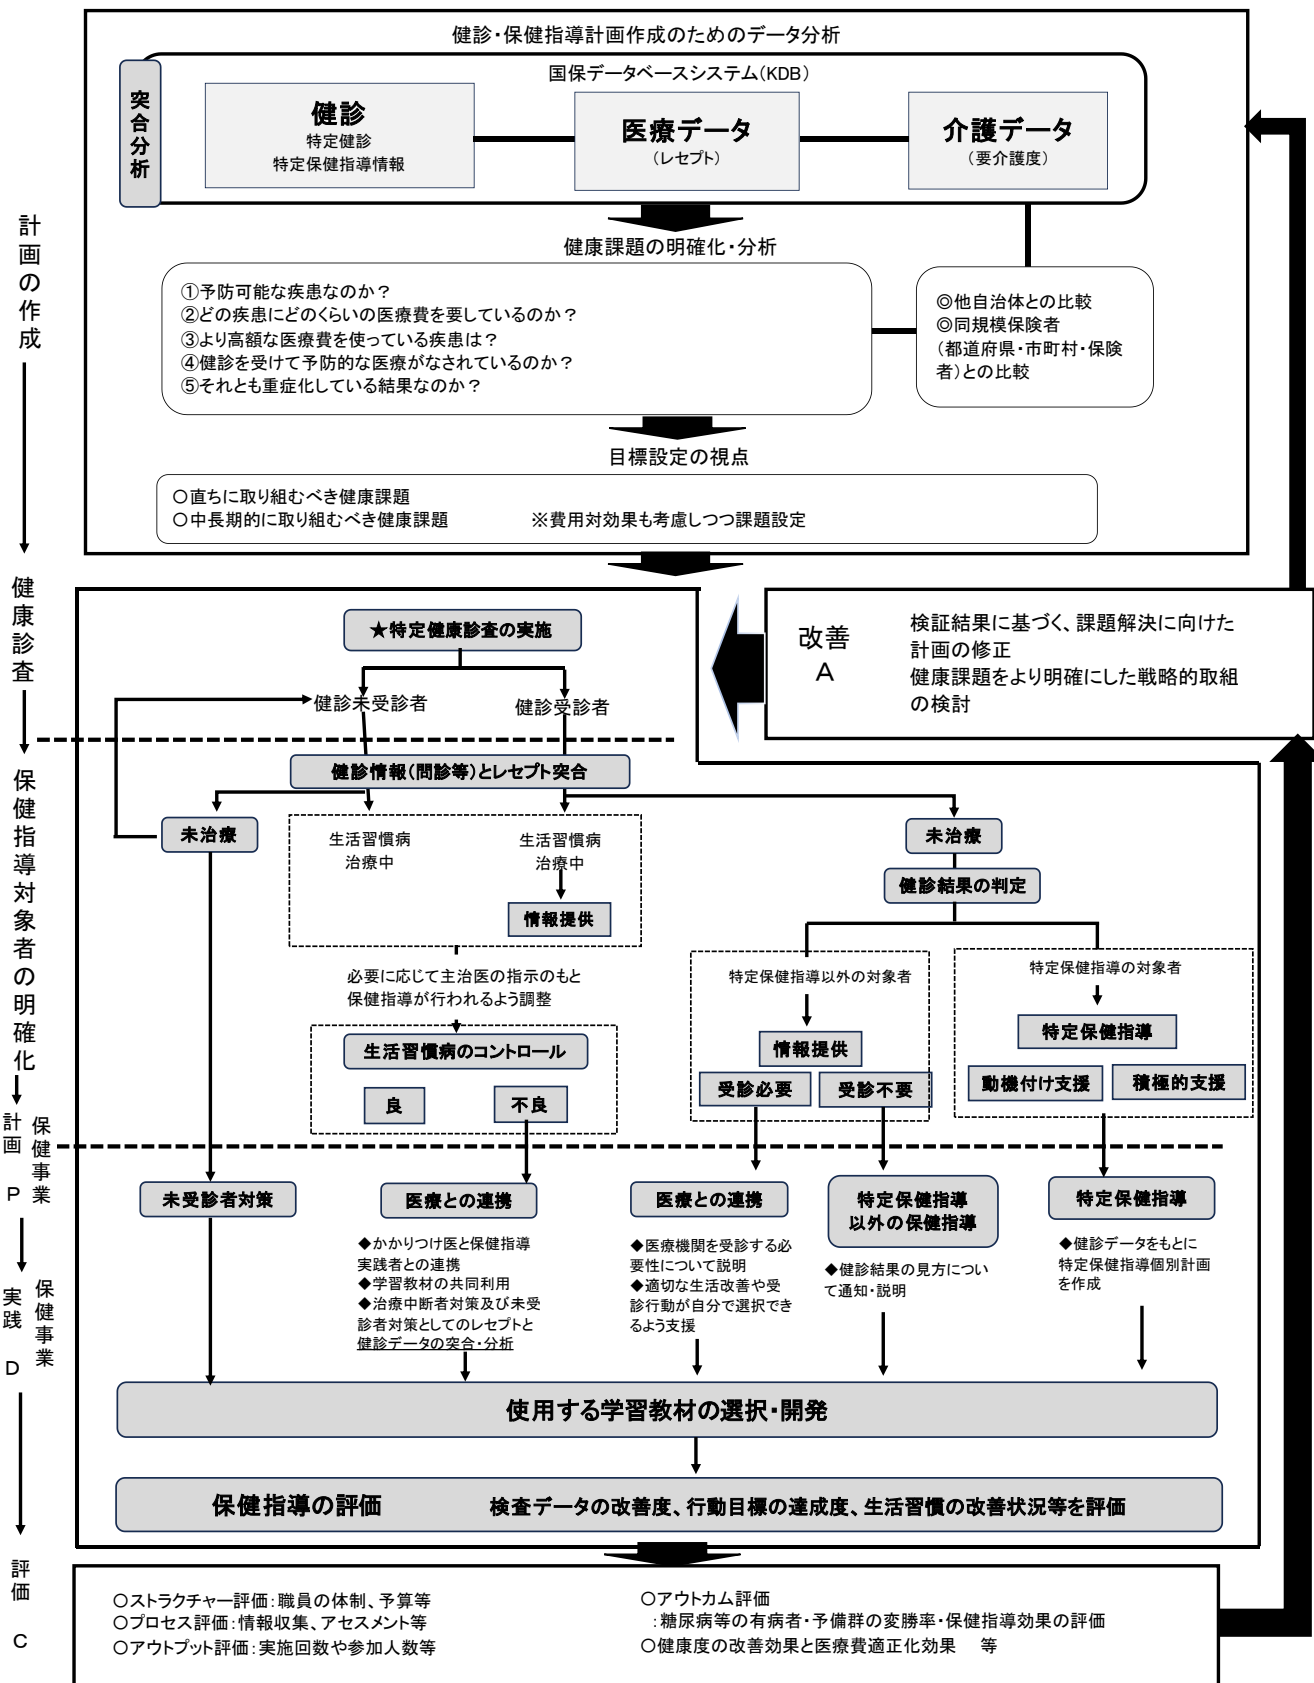 健診・保健指導計画作成のためのデータ分析
国保データベースシステム(KDB)
突合分析
健診
特定健診
特定保健指導情報
医療データ
(レセプト)
介護データ
(要介護度)
計画の作成
健康課題の明確化・分析
①予防可能な疾患なのか？
②どの疾患にどのくらいの医療費を要しているのか？
③より高額な医療費を使っている疾患は？
④健診を受けて予防的な医療がなされているのか？
⑤それとも重症化している結果なのか？
◎他自治体との比較
◎同規模保険者
(都道府県・市町村・保険
者)との比較
目標設定の視点
○直ちに取り組むべき健康課題
○中長期的に取り組むべき健康課題　※費用対効果も考慮しつつ課題設定
健康診査
★特定健康診査の実施
健診未受診者
健診受診者
改善
A
検証結果に基づく、課題解決に向けた
計画の修正
健康課題をより明確にした戦略的取組
の検討
保健指導対象者の明確化
健診情報(問診等)とレセプト突合
未治療
生活習慣病
治療中
生活習慣病
治療中
情報提供
未治療
健診結果の判定
必要に応じて主治医の指示のもと
保健指導が行われるよう調整
生活習慣病のコントロール
良
不良
特定保健指導以外の対象者
情報提供
受診必要
受診不要
特定保健指導の対象者
特定保健指導
動機付け支援
積極的支援
計画 P
保健事業
未受診者対策
医療との連携
◆かかりつけ医と保健指導
実践者との連携
◆学習教材の共同利用
◆治療中断者対策及び未受
診者対策としてのレセプトと
健診データの突合・分析
医療との連携
◆医療機関を受診する必
要性について説明
◆適切な生活改善や受
診行動が自分で選択でき
るよう支援
特定保健指導
以外の保健指導
◆健診結果の見方につい
て通知・説明
特定保健指導
◆健診データをもとに
特定保健指導個別計画
を作成
実践 D
保健事業
使用する学習教材の選択・開発
保健指導の評価　検査データの改善度、行動目標の達成度、生活習慣の改善状況等を評価
評価 C
○ストラクチャー評価：職員の体制、予算等
○プロセス評価：情報収集、アセスメント等
○アウトプット評価：実施回数や参加人数等
○アウトカム評価
：糖尿病等の有病者・予備群の変勝率・保健指導効果の評価
○健康度の改善効果と医療費適正化効果　等